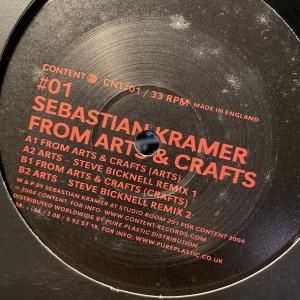 CONTENT CNT201 / 33 RPM MADE IN ENGLAND
#01
SEBASTIAN KRAMER
FROM ARTS & CRAFTS
A1 FROM ARTS & CRAFTS (ARTS)
A2 ARTS - STEVE BICKNELL REMIX 1
B1 FROM ARTS & CRAFTS (CRAFTS)
B2 ARTS - STEVE BICKNELL REMIX 2
W & P BY SEBASTIAN KRAMER AT STUDIO ROOM 201 FOR CONTENT 2004
© 2004 CONTENT. FOR INFO. WWW.CONTENT-RECORDS.COM
DISTRIBUTED WORLDWIDE BY PURE PLASTIC DISTRIBUTION
FOR INFO. WWW.PUREPLASTIC.CO.UK